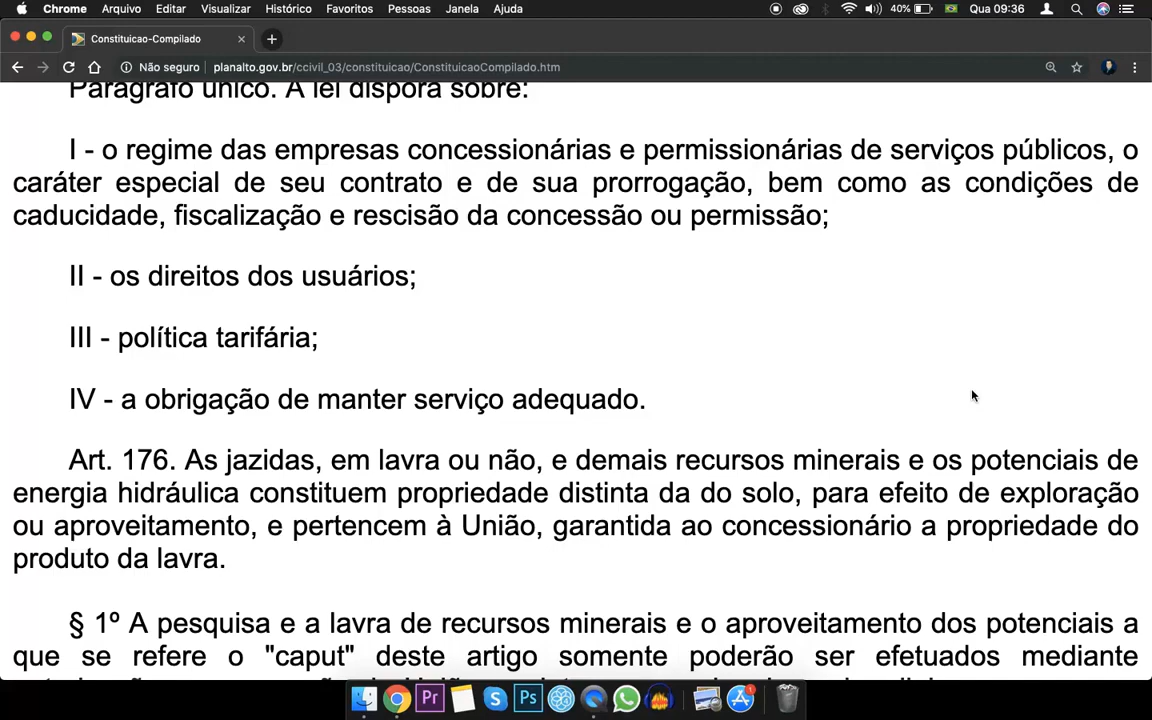 Chrome Arquivo Editar Visualizar Histórico Favoritos Pessoas Janela Ajuda 40% Qua 09:36
Constituicao-Compilado
Não seguro planalto.gov.br/ccivil_03/constituicao/ConstituicaoCompilado.htm
Parágrafo único. A lei disporá sobre:
I - o regime das empresas concessionárias e permissionárias de serviços públicos, o
caráter especial de seu contrato e de sua prorrogação, bem como as condições de
caducidade, fiscalização e rescisão da concessão ou permissão;
II - os direitos dos usuários;
III - política tarifária;
IV - a obrigação de manter serviço adequado.
Art. 176. As jazidas, em lavra ou não, e demais recursos minerais e os potenciais de
energia hidráulica constituem propriedade distinta da do solo, para efeito de exploração
ou aproveitamento, e pertencem à União, garantida ao concessionário a propriedade do
produto da lavra.
§ 1º A pesquisa e a lavra de recursos minerais e o aproveitamento dos potenciais a
que se refere o "caput" deste artigo somente poderão ser efetuados mediante
Pr Ps